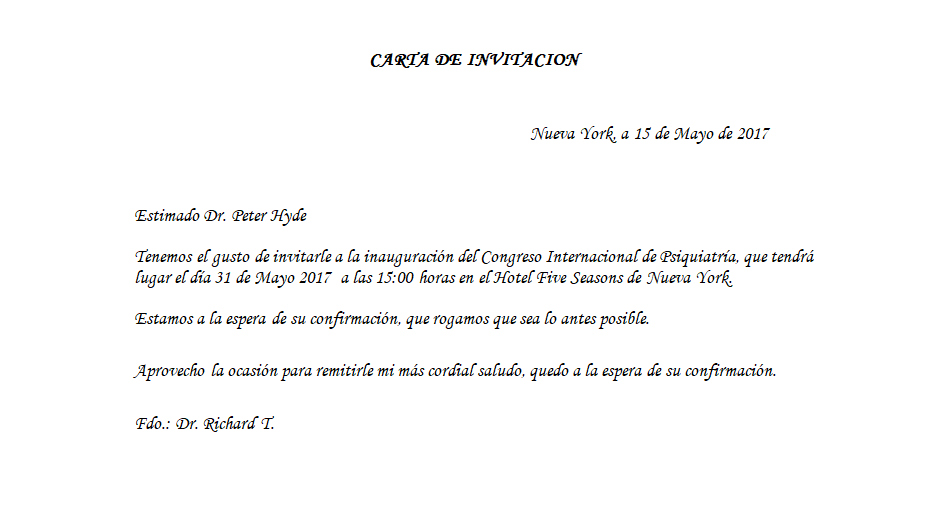 CARTA DE INVITACION
Nueva York, a 15 de Mayo de 2017
Estimado Dr. Peter Hyde
Tenemos el gusto de invitarle a la inauguración del Congreso Internacional de Psiquiatría, que tendrá
lugar el día 31 de Mayo 2017  a las 15:00 horas en el Hotel Five Seasons de Nueva York.
Estamos a la espera de su confirmación, que rogamos que sea lo antes posible.
Aprovecho la ocasión para remitirle mi más cordial saludo, quedo a la espera de su confirmación.
Fdo.: Dr. Richard T.